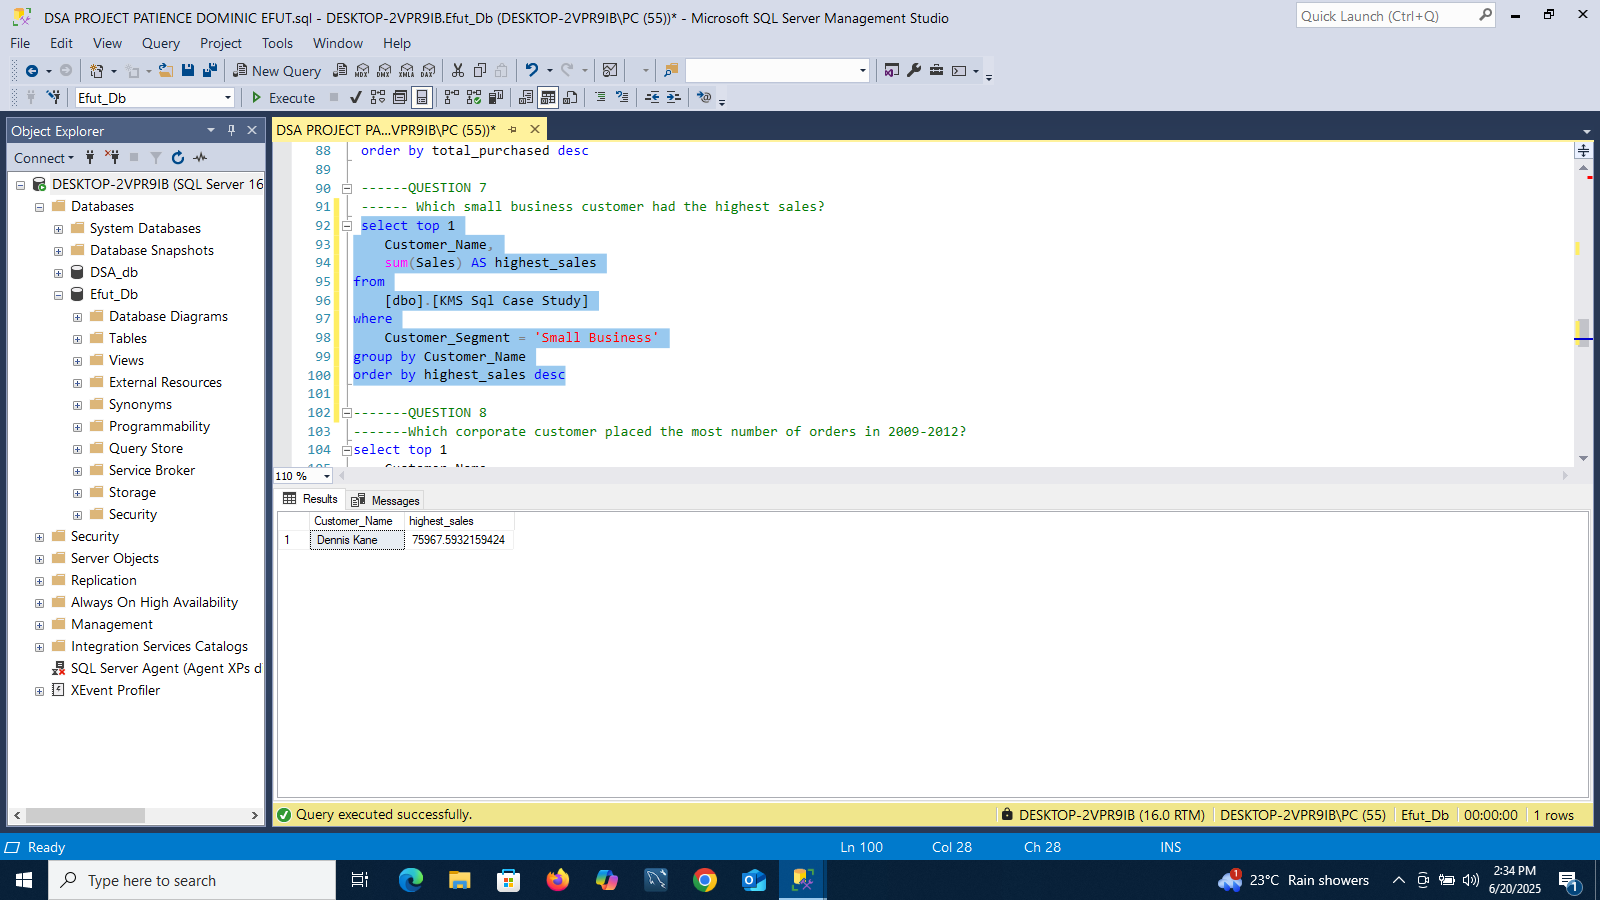 DSA PROJECT PATIENCE DOMINIC EFUT.sql - DESKTOP-2VPR9IB.Efut_Db (DESKTOP-2VPR9IB\PC (55))* - Microsoft SQL Server Management Studio
Quick Launch (Ctrl+Q)
File Edit View Query Project Tools Window Help
New Query
MDX DMX XMLA DAX
Efut_Db
Execute
Object Explorer
Connect
DESKTOP-2VPR9IB (SQL Server 16
Databases
System Databases
Database Snapshots
DSA_db
Efut_Db
Database Diagrams
Tables
Views
External Resources
Synonyms
Programmability
Query Store
Service Broker
Storage
Security
Security
Server Objects
Replication
Always On High Availability
Management
Integration Services Catalogs
SQL Server Agent (Agent XPs d
XEvent Profiler
DSA PROJECT PA...VPR9IB\PC (55))*
88 order by total_purchased desc
89
90 ------QUESTION 7
91 ------ Which small business customer had the highest sales?
92 select top 1
93 Customer_Name,
94 sum(Sales) AS highest_sales
95 from
96 [dbo].[KMS Sql Case Study]
97 where
98 Customer_Segment = 'Small Business'
99 group by Customer_Name
100 order by highest_sales desc
101
102 -------QUESTION 8
103 -------Which corporate customer placed the most number of orders in 2009-2012?
104 select top 1
105 Customer_Name
110 %
Results Messages
Customer_Name highest_sales
1 Dennis Kane 75967.5932159424
Query executed successfully.
DESKTOP-2VPR9IB (16.0 RTM) DESKTOP-2VPR9IB\PC (55) Efut_Db 00:00:00 1 rows
Ready
Ln 100 Col 28 Ch 28 INS
Type here to search
1
23°C Rain showers
2:34 PM
6/20/2025
1